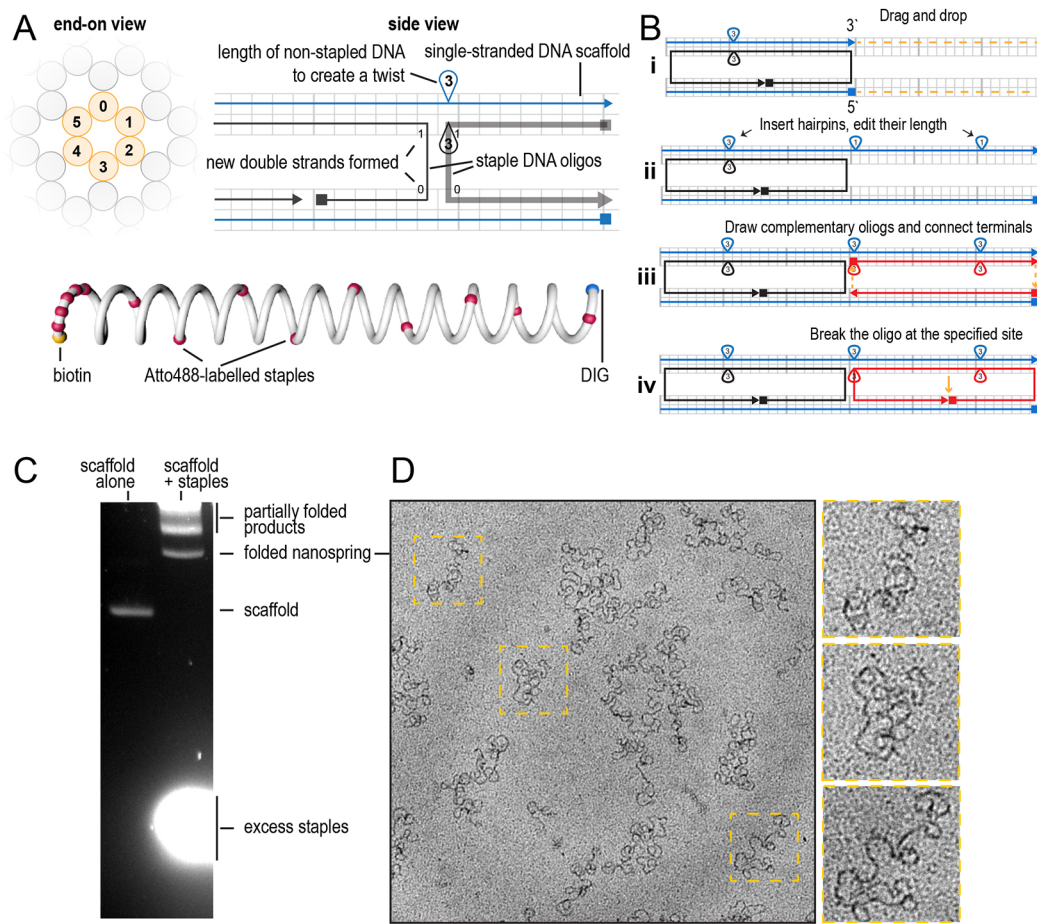 A
end-on view
0
1
2
3
4
5
side view
length of non-stapled DNA
to create a twist
single-stranded DNA scaffold
3
1
1
3
new double strands formed
staple DNA oligos
0
0
biotin
Atto488-labelled staples
DIG
B
3`
Drag and drop
3
3
i
5`
Insert hairpins, edit their length
3
1
1
3
ii
Draw complementary oliogs and connect terminals
3
3
3
3
3
3
iii
Break the oligo at the specified site
3
3
3
3
3
3
iv
C
scaffold
alone
scaffold
+ staples
partially folded
products
folded nanospring
scaffold
excess staples
D